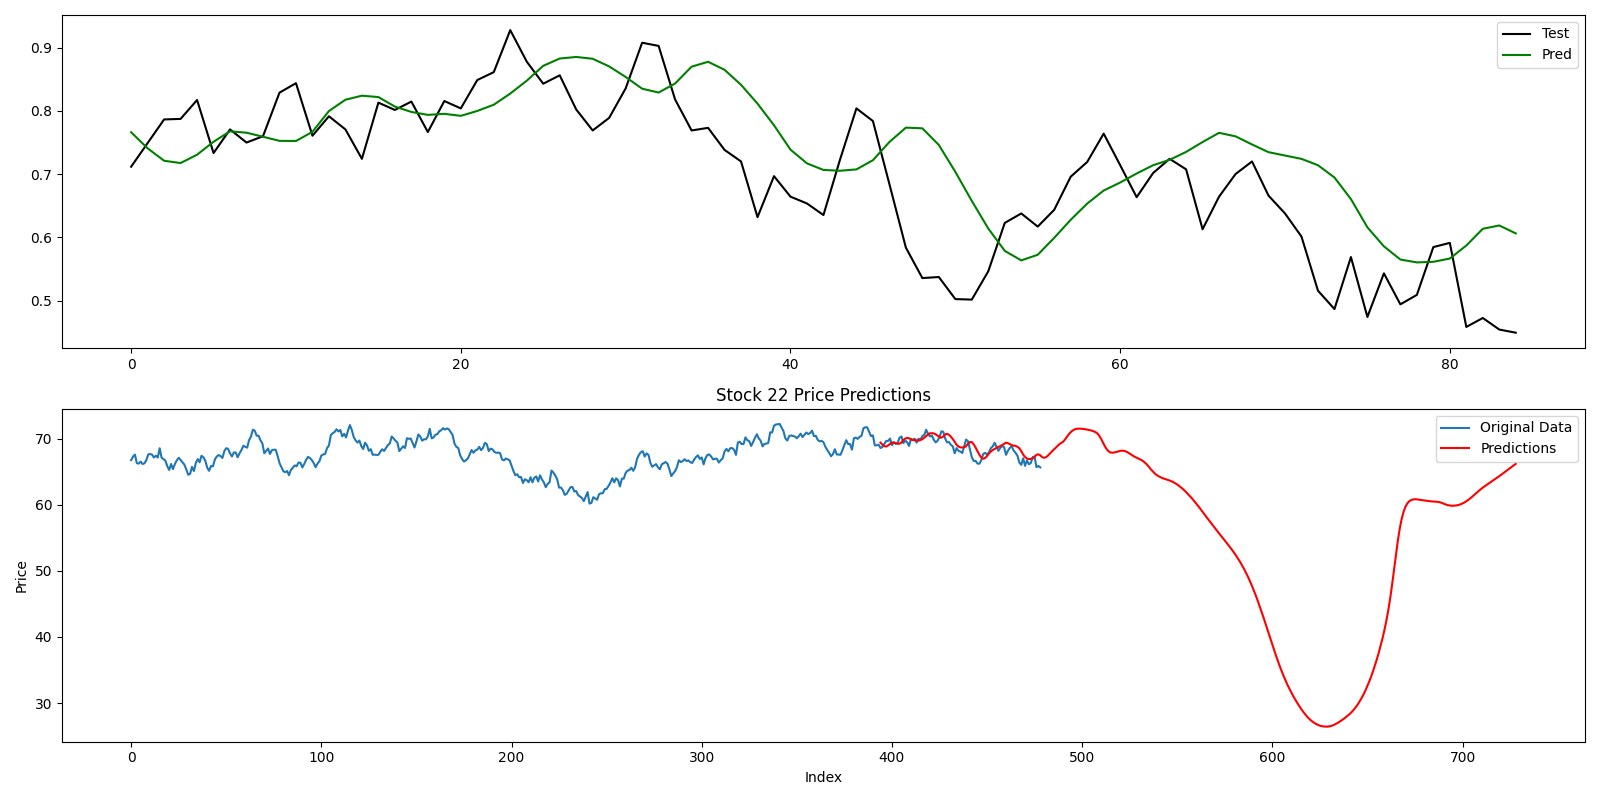 0.9
0.8
0.7
0.6
0.5
Test
Pred
0 20 40 60 80
Stock 22 Price Predictions
Price
70
60
50
40
30
Original Data
Predictions
0 100 200 300 400 500 600 700
Index